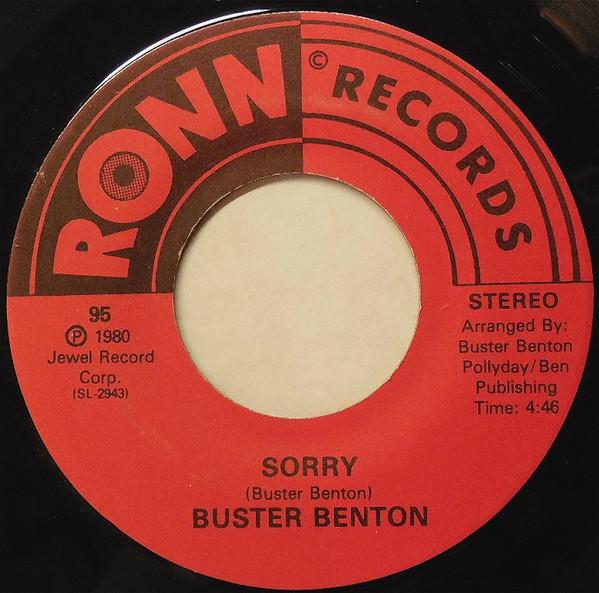 RONN
© RECORDS
95
℗ 1980
Jewel Record
Corp.
(SL-2943)
STEREO
Arranged By:
Buster Benton
Pollyday/Ben
Publishing
Time: 4:46
SORRY
(Buster Benton)
BUSTER BENTON